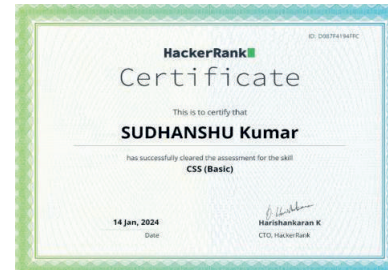 HackerRank
Certificate
This is to certify that
SUDHANSHU Kumar
has successfully cleared the assessment for the skill
CSS (Basic)
14 Jan, 2024
Date
Harishankaran K
CTO, HackerRank